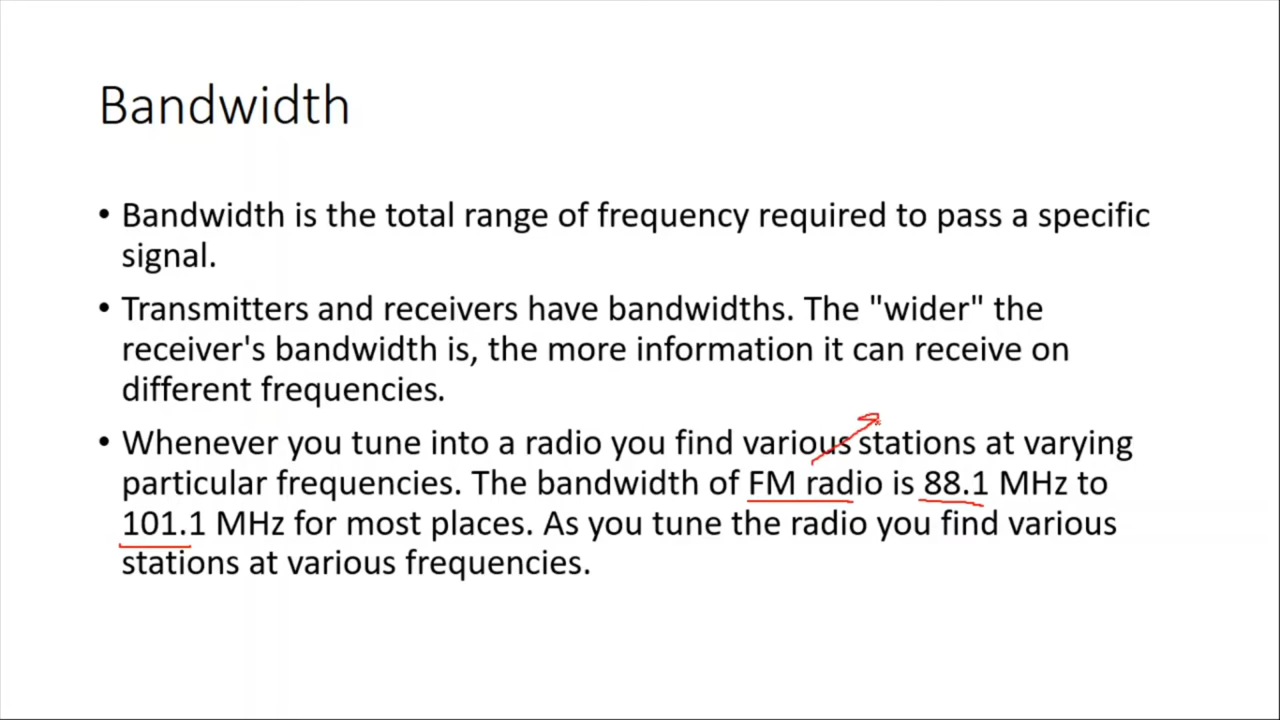 Bandwidth
• Bandwidth is the total range of frequency required to pass a specific
signal.
• Transmitters and receivers have bandwidths. The "wider" the
receiver's bandwidth is, the more information it can receive on
different frequencies.
• Whenever you tune into a radio you find various stations at varying
particular frequencies. The bandwidth of FM radio is 88.1 MHz to
101.1 MHz for most places. As you tune the radio you find various
stations at various frequencies.